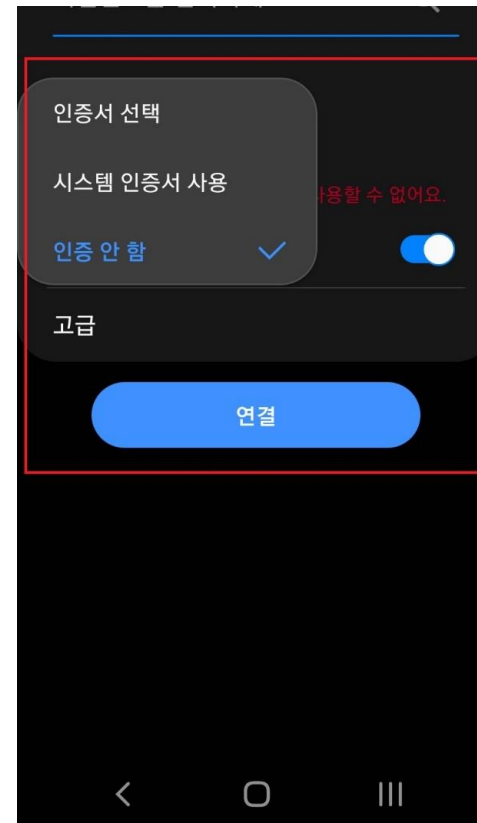 인증서 선택
시스템 인증서 사용
사용할 수 없어요.
인증 안 함
고급
연결